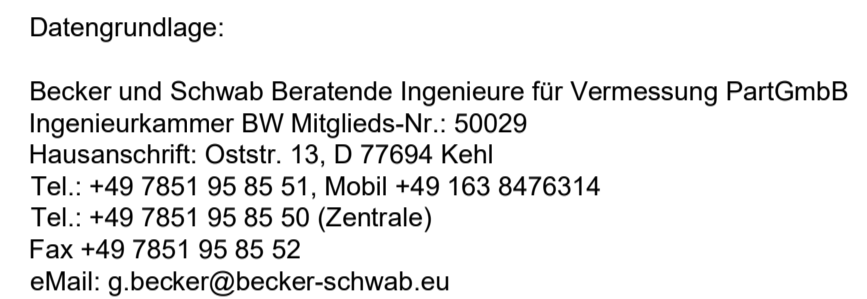 Datengrundlage:
Becker und Schwab Beratende Ingenieure für Vermessung PartGmbB
Ingenieurkammer BW Mitglieds-Nr.: 50029
Hausanschrift: Oststr. 13, D 77694 Kehl
Tel.: +49 7851 95 85 51, Mobil +49 163 8476314
Tel.: +49 7851 95 85 50 (Zentrale)
Fax +49 7851 95 85 52
eMail: g.becker@becker-schwab.eu